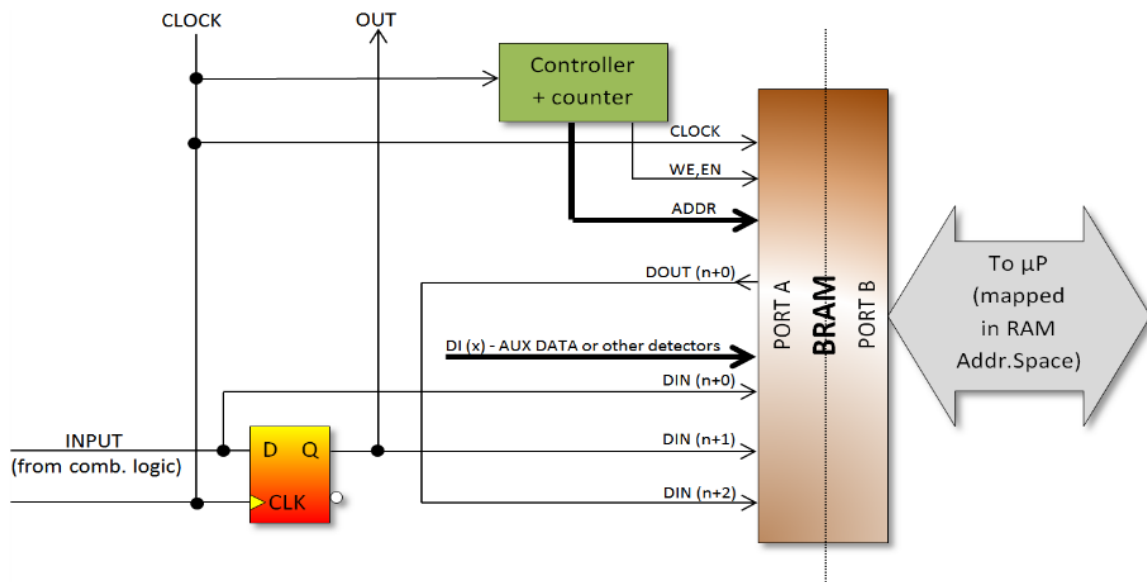 CLOCK
OUT
Controller
+ counter
CLOCK
WE,EN
ADDR
DOUT (n+0)
DI (x) - AUX DATA or other detectors
DIN (n+0)
INPUT
(from comb. logic)
D Q
CLK
DIN (n+1)
DIN (n+2)
PORT A
BRAM
PORT B
To µP
(mapped
in RAM
Addr.Space)